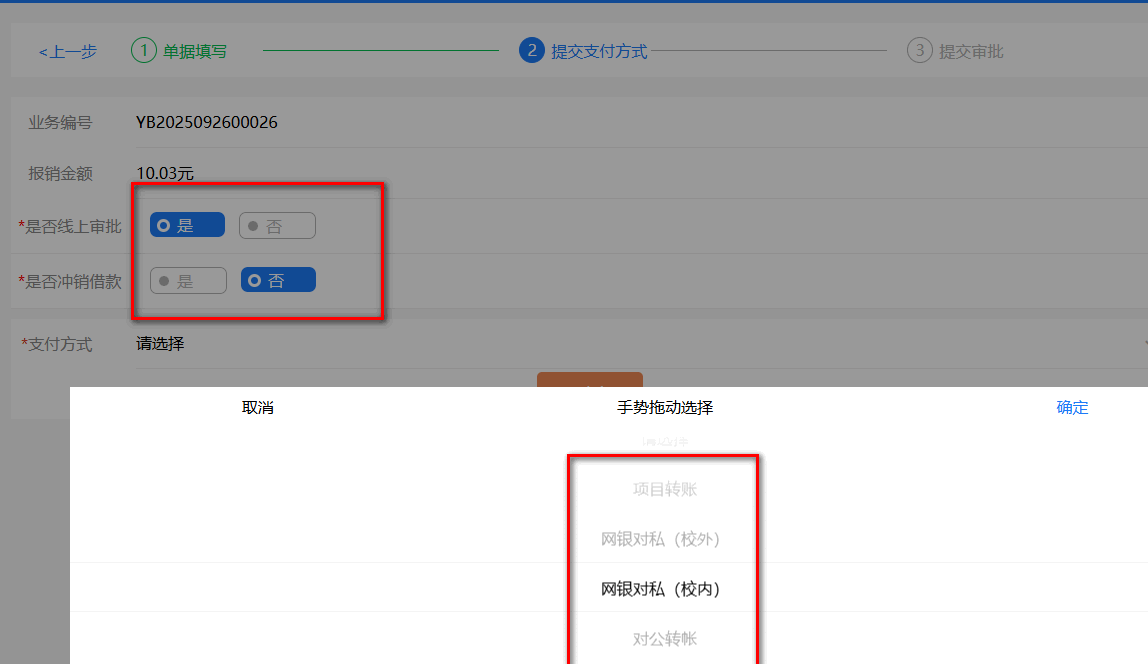 <上一步 1 单据填写 2 提交支付方式 3 提交审批
业务编号 YB2025092600026
报销金额 10.03元
*是否线上审批 是 否
*是否冲销借款 是 否
*支付方式 请选择
取消 手势拖动选择 确定
请选择
项目转账
网银对私（校外）
网银对私（校内）
对公转帐